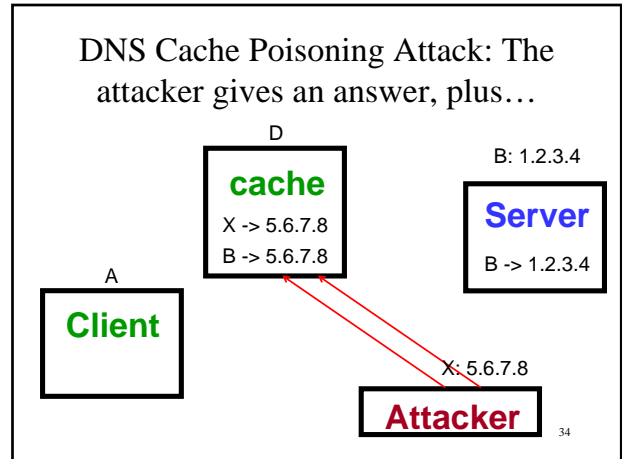 DNS Cache Poisoning Attack: The
attacker gives an answer, plus…
D
cache
X -> 5.6.7.8
B -> 5.6.7.8
B: 1.2.3.4
Server
B -> 1.2.3.4
A
Client
X: 5.6.7.8
Attacker
34